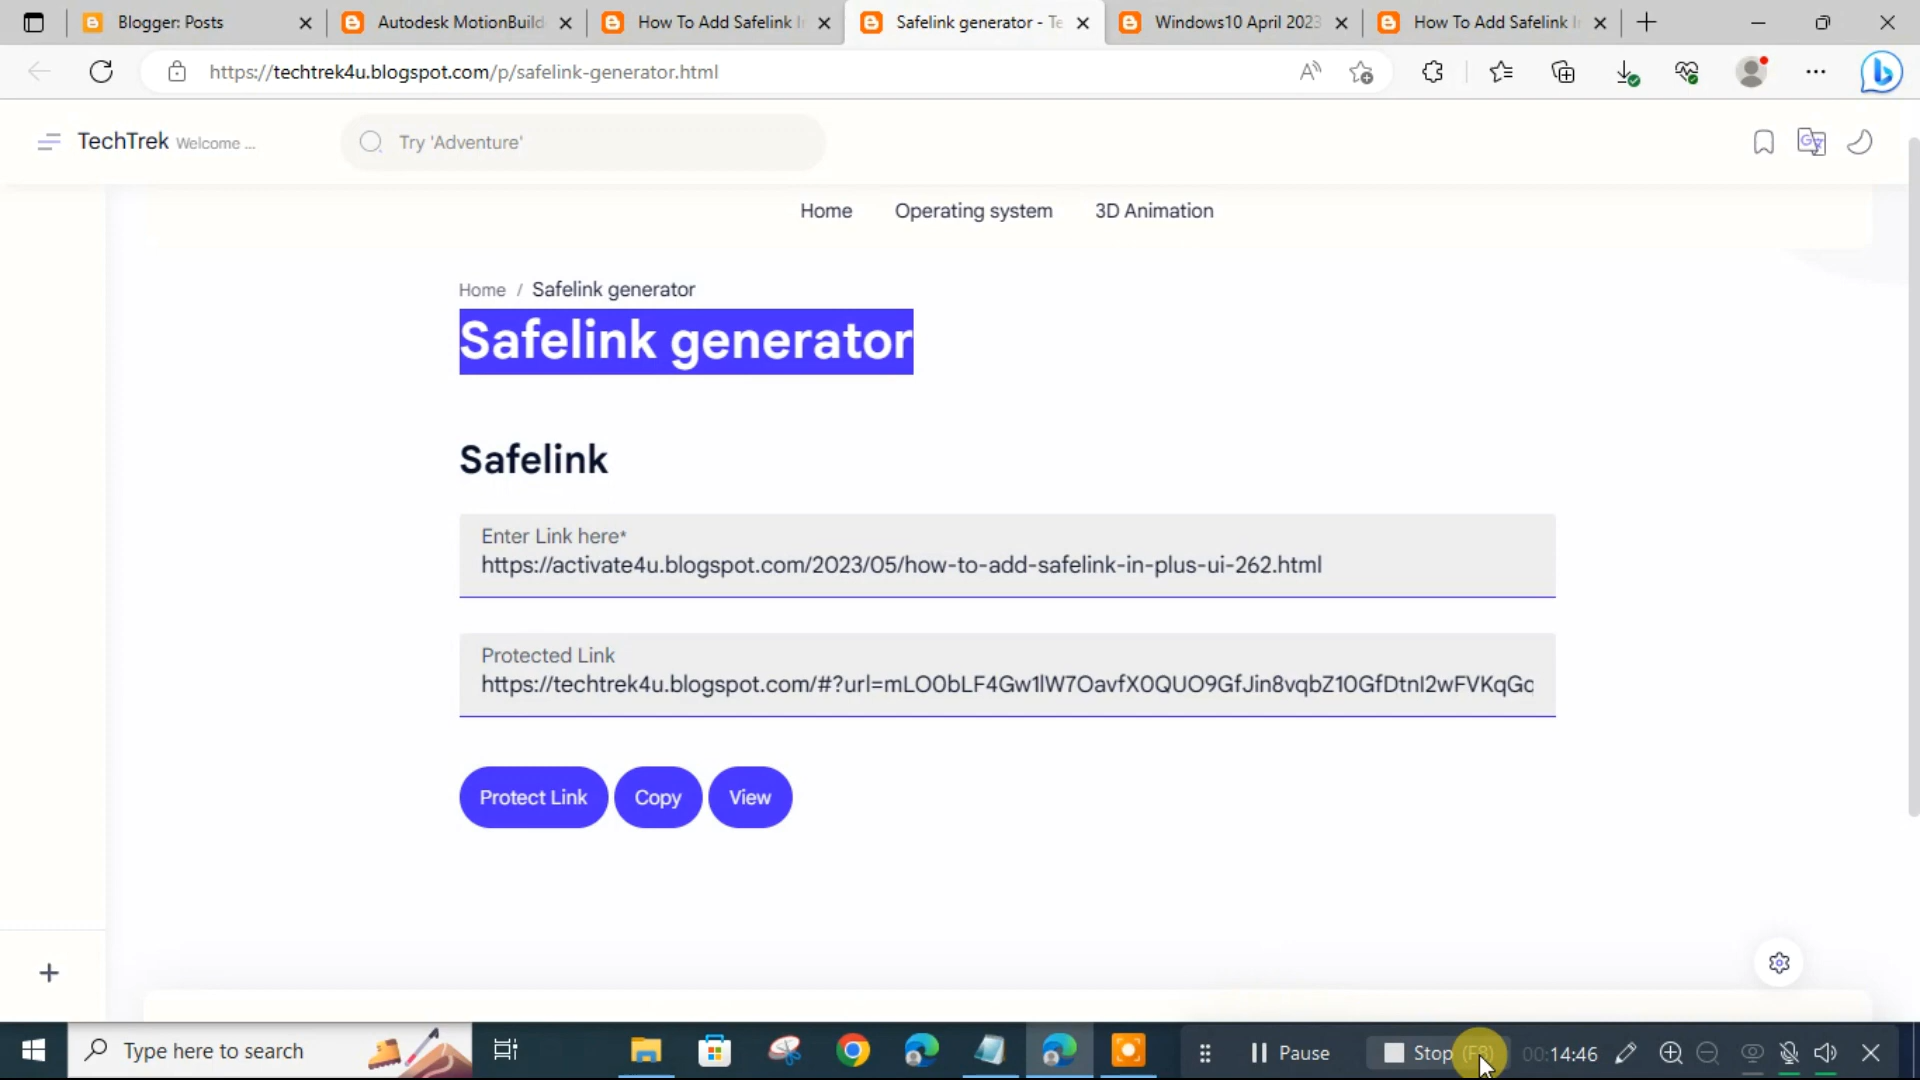 Blogger: Posts
Autodesk MotionBuild
How To Add Safelink I
Safelink generator - Te
Windows10 April 2023
How To Add Safelink I
https://techtrek4u.blogspot.com/p/safelink-generator.html
TechTrek Welcome ...
Try 'Adventure'
Home
Operating system
3D Animation
Home / Safelink generator
Safelink generator
Safelink
Enter Link here*
https://activate4u.blogspot.com/2023/05/how-to-add-safelink-in-plus-ui-262.html
Protected Link
https://techtrek4u.blogspot.com/#?url=mLO0bLF4Gw1lW7OavfX0QUO9GfJin8vqbZ10GfDtnI2wFVKqGc
Protect Link
Copy
View
+
Type here to search
Pause
Stop (F8)
00:14:46